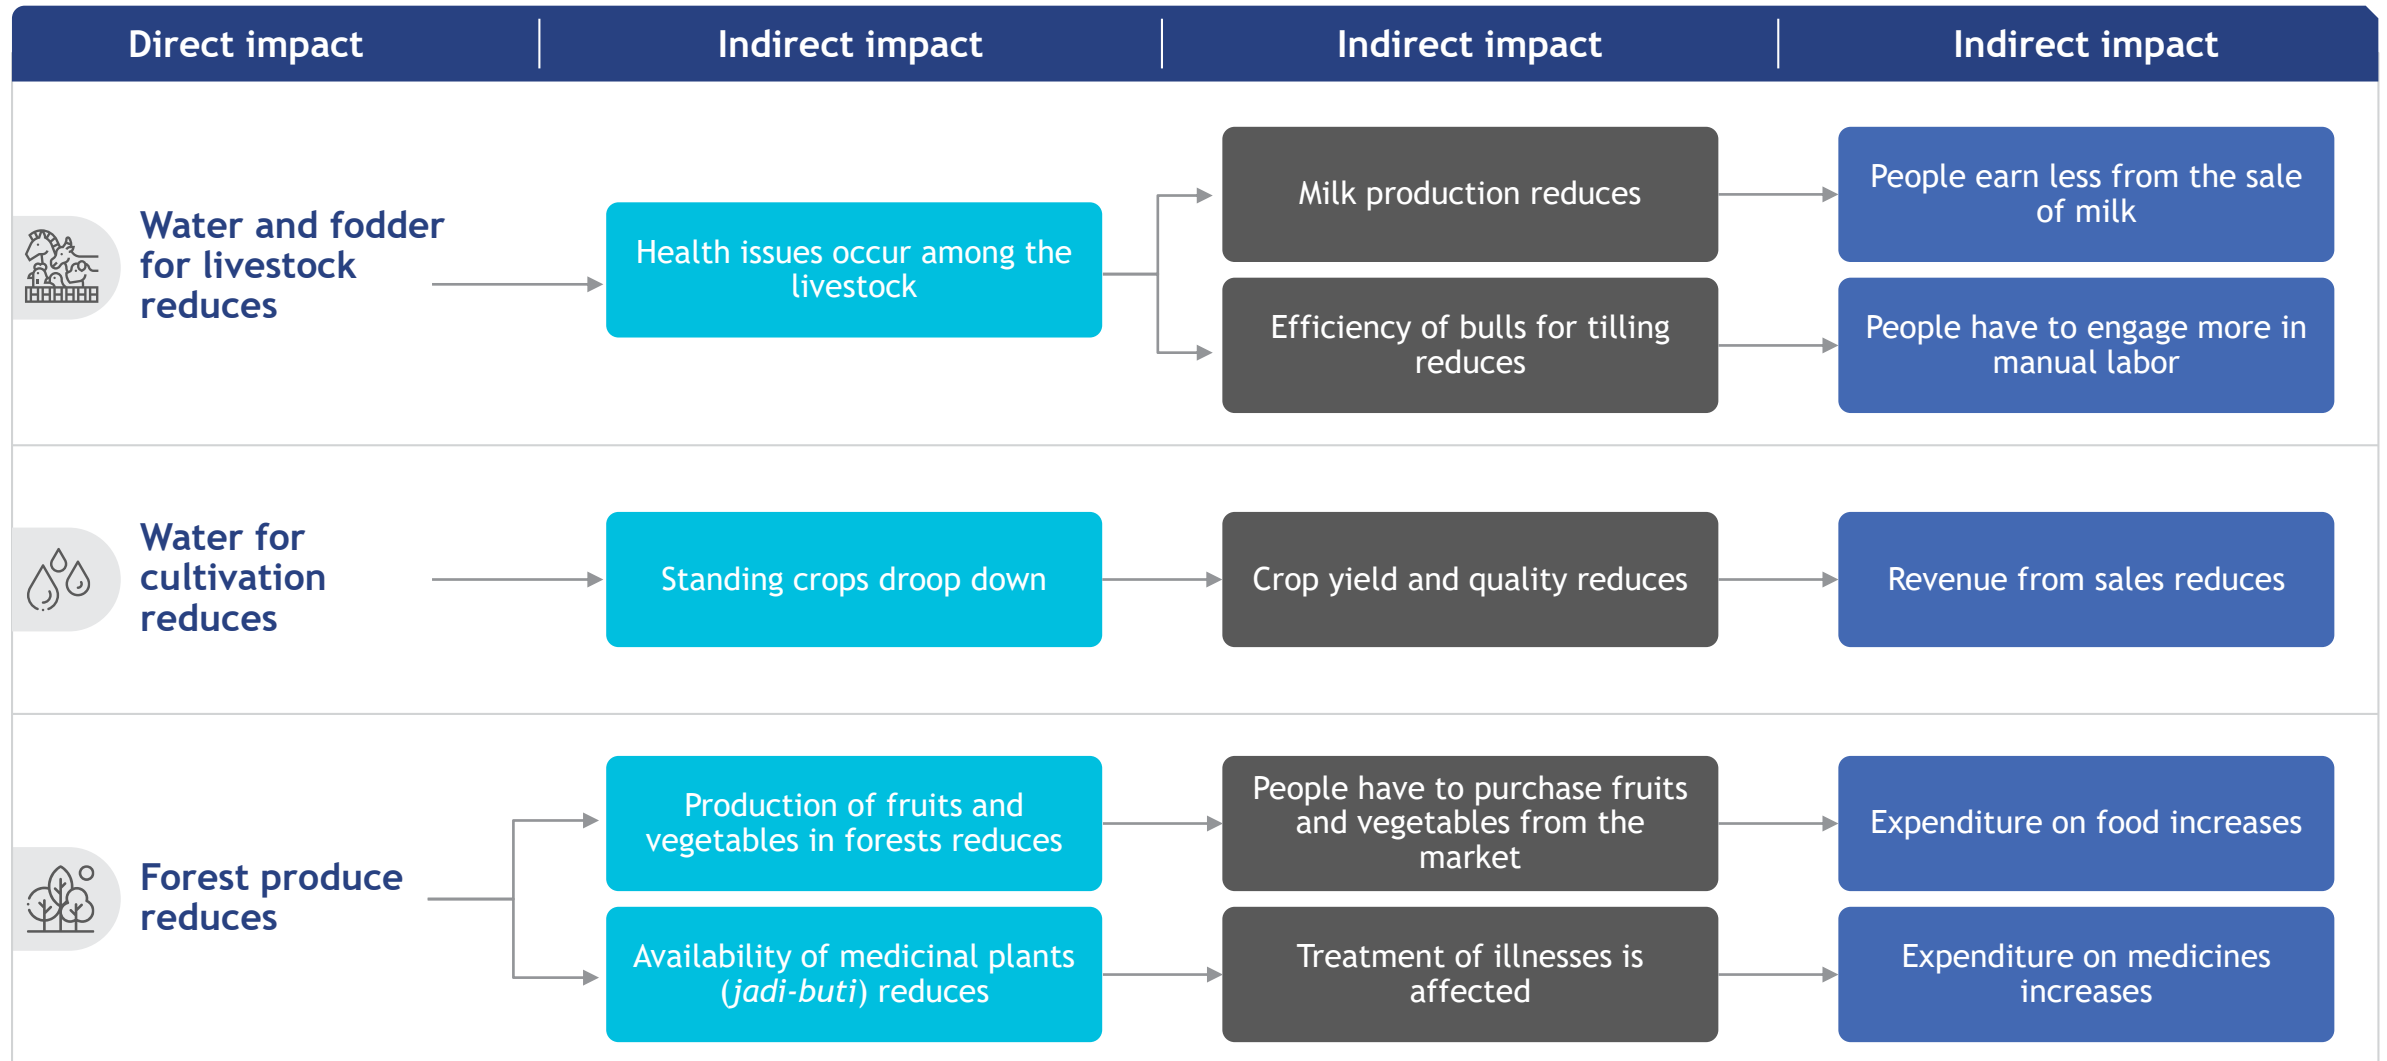 Direct impact
Indirect impact
Indirect impact
Indirect impact
Water and fodder
for livestock
reduces
Health issues occur among the
livestock
Milk production reduces
People earn less from the sale
of milk
Efficiency of bulls for tilling
reduces
People have to engage more in
manual labor
Water for
cultivation
reduces
Standing crops droop down
Crop yield and quality reduces
Revenue from sales reduces
Forest produce
reduces
Production of fruits and
vegetables in forests reduces
People have to purchase fruits
and vegetables from the
market
Expenditure on food increases
Availability of medicinal plants
(jadi-buti) reduces
Treatment of illnesses is
affected
Expenditure on medicines
increases